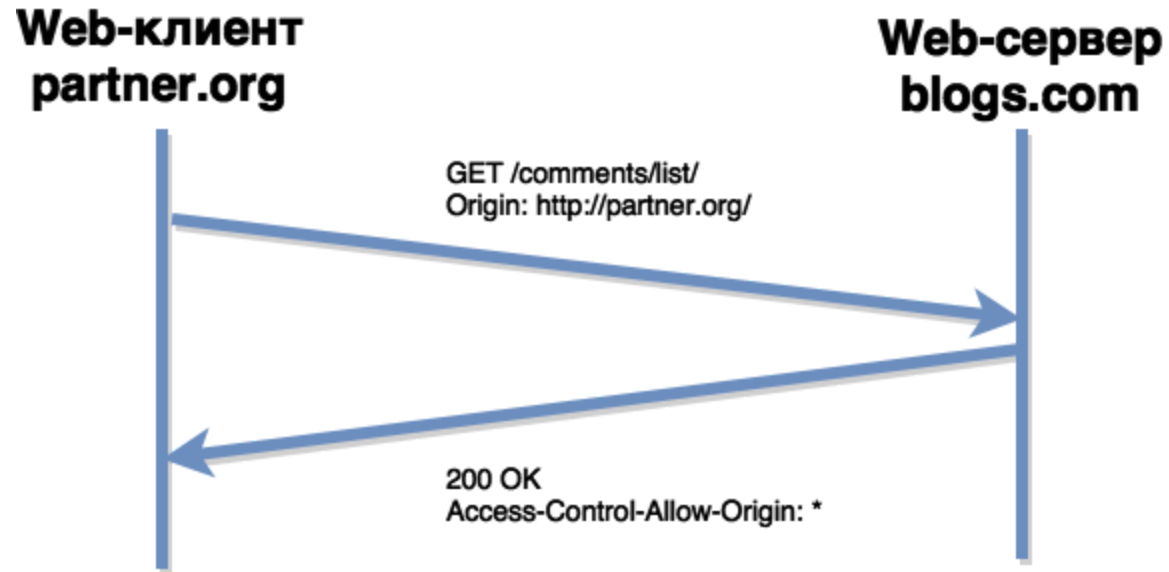 Web-клиент
partner.org
Web-сервер
blogs.com
GET /comments/list/
Origin: http://partner.org/
200 OK
Access-Control-Allow-Origin: *